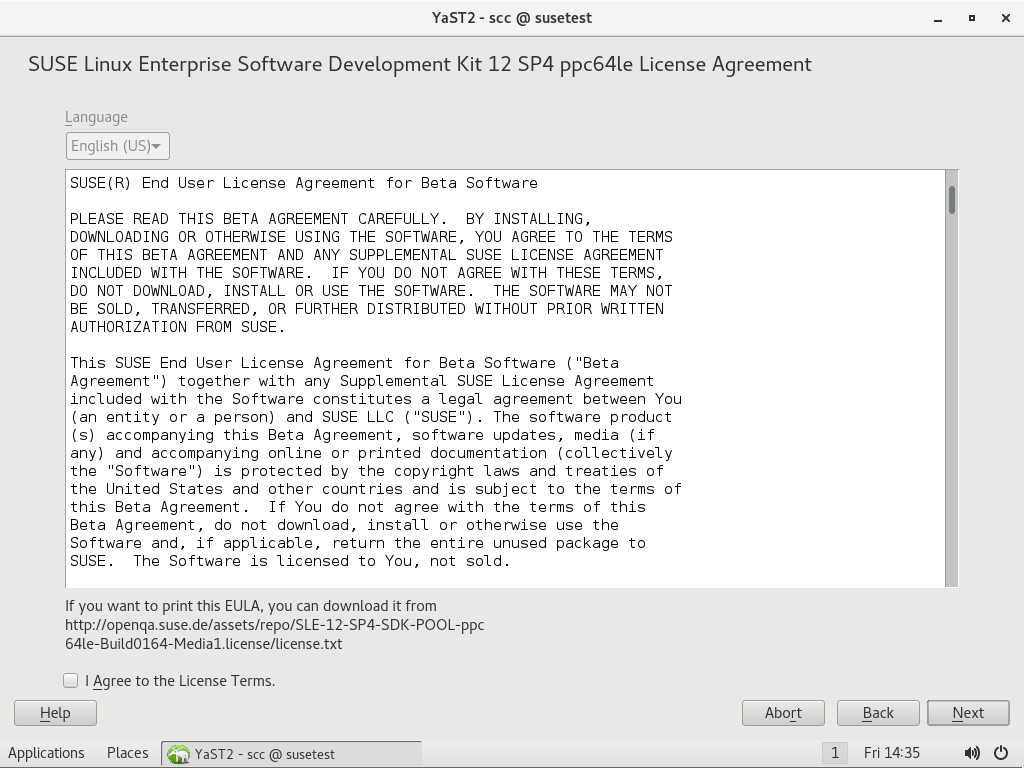 YaST2 - scc @ susetest
SUSE Linux Enterprise Software Development Kit 12 SP4 ppc64le License Agreement
Language
English (US)
SUSE(R) End User License Agreement for Beta Software
PLEASE READ THIS BETA AGREEMENT CAREFULLY.  BY INSTALLING,
DOWNLOADING OR OTHERWISE USING THE SOFTWARE, YOU AGREE TO THE TERMS
OF THIS BETA AGREEMENT AND ANY SUPPLEMENTAL SUSE LICENSE AGREEMENT
INCLUDED WITH THE SOFTWARE.  IF YOU DO NOT AGREE WITH THESE TERMS,
DO NOT DOWNLOAD, INSTALL OR USE THE SOFTWARE.  THE SOFTWARE MAY NOT
BE SOLD, TRANSFERRED, OR FURTHER DISTRIBUTED WITHOUT PRIOR WRITTEN
AUTHORIZATION FROM SUSE.
This SUSE End User License Agreement for Beta Software ("Beta
Agreement") together with any Supplemental SUSE License Agreement
included with the Software constitutes a legal agreement between You
(an entity or a person) and SUSE LLC ("SUSE"). The software product
(s) accompanying this Beta Agreement, software updates, media (if
any) and accompanying online or printed documentation (collectively
the "Software") is protected by the copyright laws and treaties of
the United States and other countries and is subject to the terms of
this Beta Agreement.  If You do not agree with the terms of this
Beta Agreement, do not download, install or otherwise use the
Software and, if applicable, return the entire unused package to
SUSE.  The Software is licensed to You, not sold.
If you want to print this EULA, you can download it from
http://openqa.suse.de/assets/repo/SLE-12-SP4-SDK-POOL-ppc
64le-Build0164-Media1.license/license.txt
I Agree to the License Terms.
Help Abort Back Next
Applications Places YaST2 - scc @ susetest 1 Fri 14:35